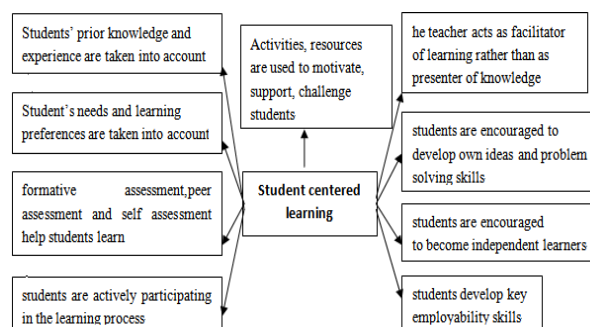 Students' prior knowledge and
experience are taken into account
Student's needs and learning
preferences are taken into account
formative assessment,peer
assessment and self assessment
help students learn
students are actively participating
in the learning process
Activities, resources
are used to motivate,
support, challenge
students
Student centered
learning
he teacher acts as facilitator
of learning rather than as
presenter of knowledge
students are encouraged to
develop own ideas and problem
solving skills
students are encouraged
to become independent learners
students develop key
employability skills